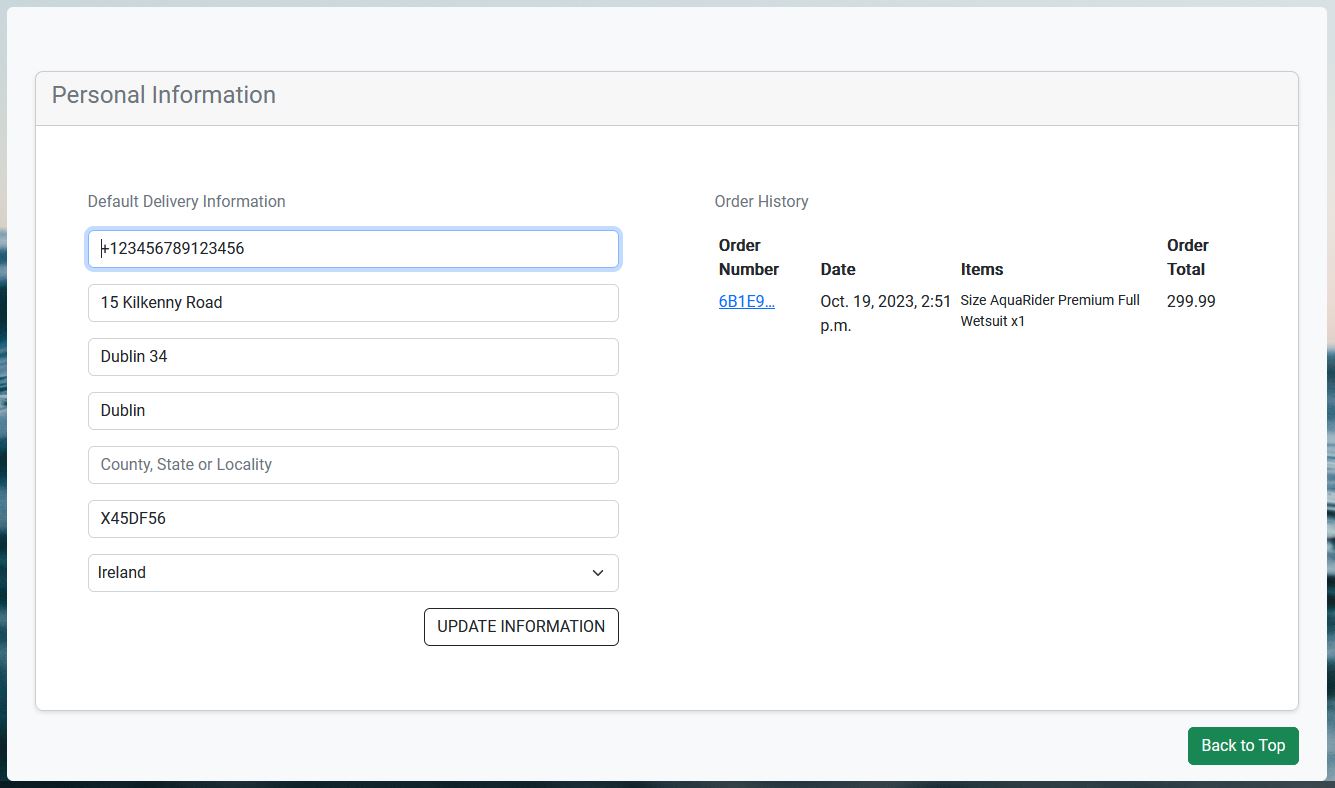 Personal Information
Default Delivery Information
+123456789123456
15 Kilkenny Road
Dublin 34
Dublin
County, State or Locality
X45DF56
Ireland
UPDATE INFORMATION
Order History
Order Number
Date
Items
Order Total
6B1E9...
Oct. 19, 2023, 2:51 p.m.
Size AquaRider Premium Full Wetsuit x1
299.99
Back to Top